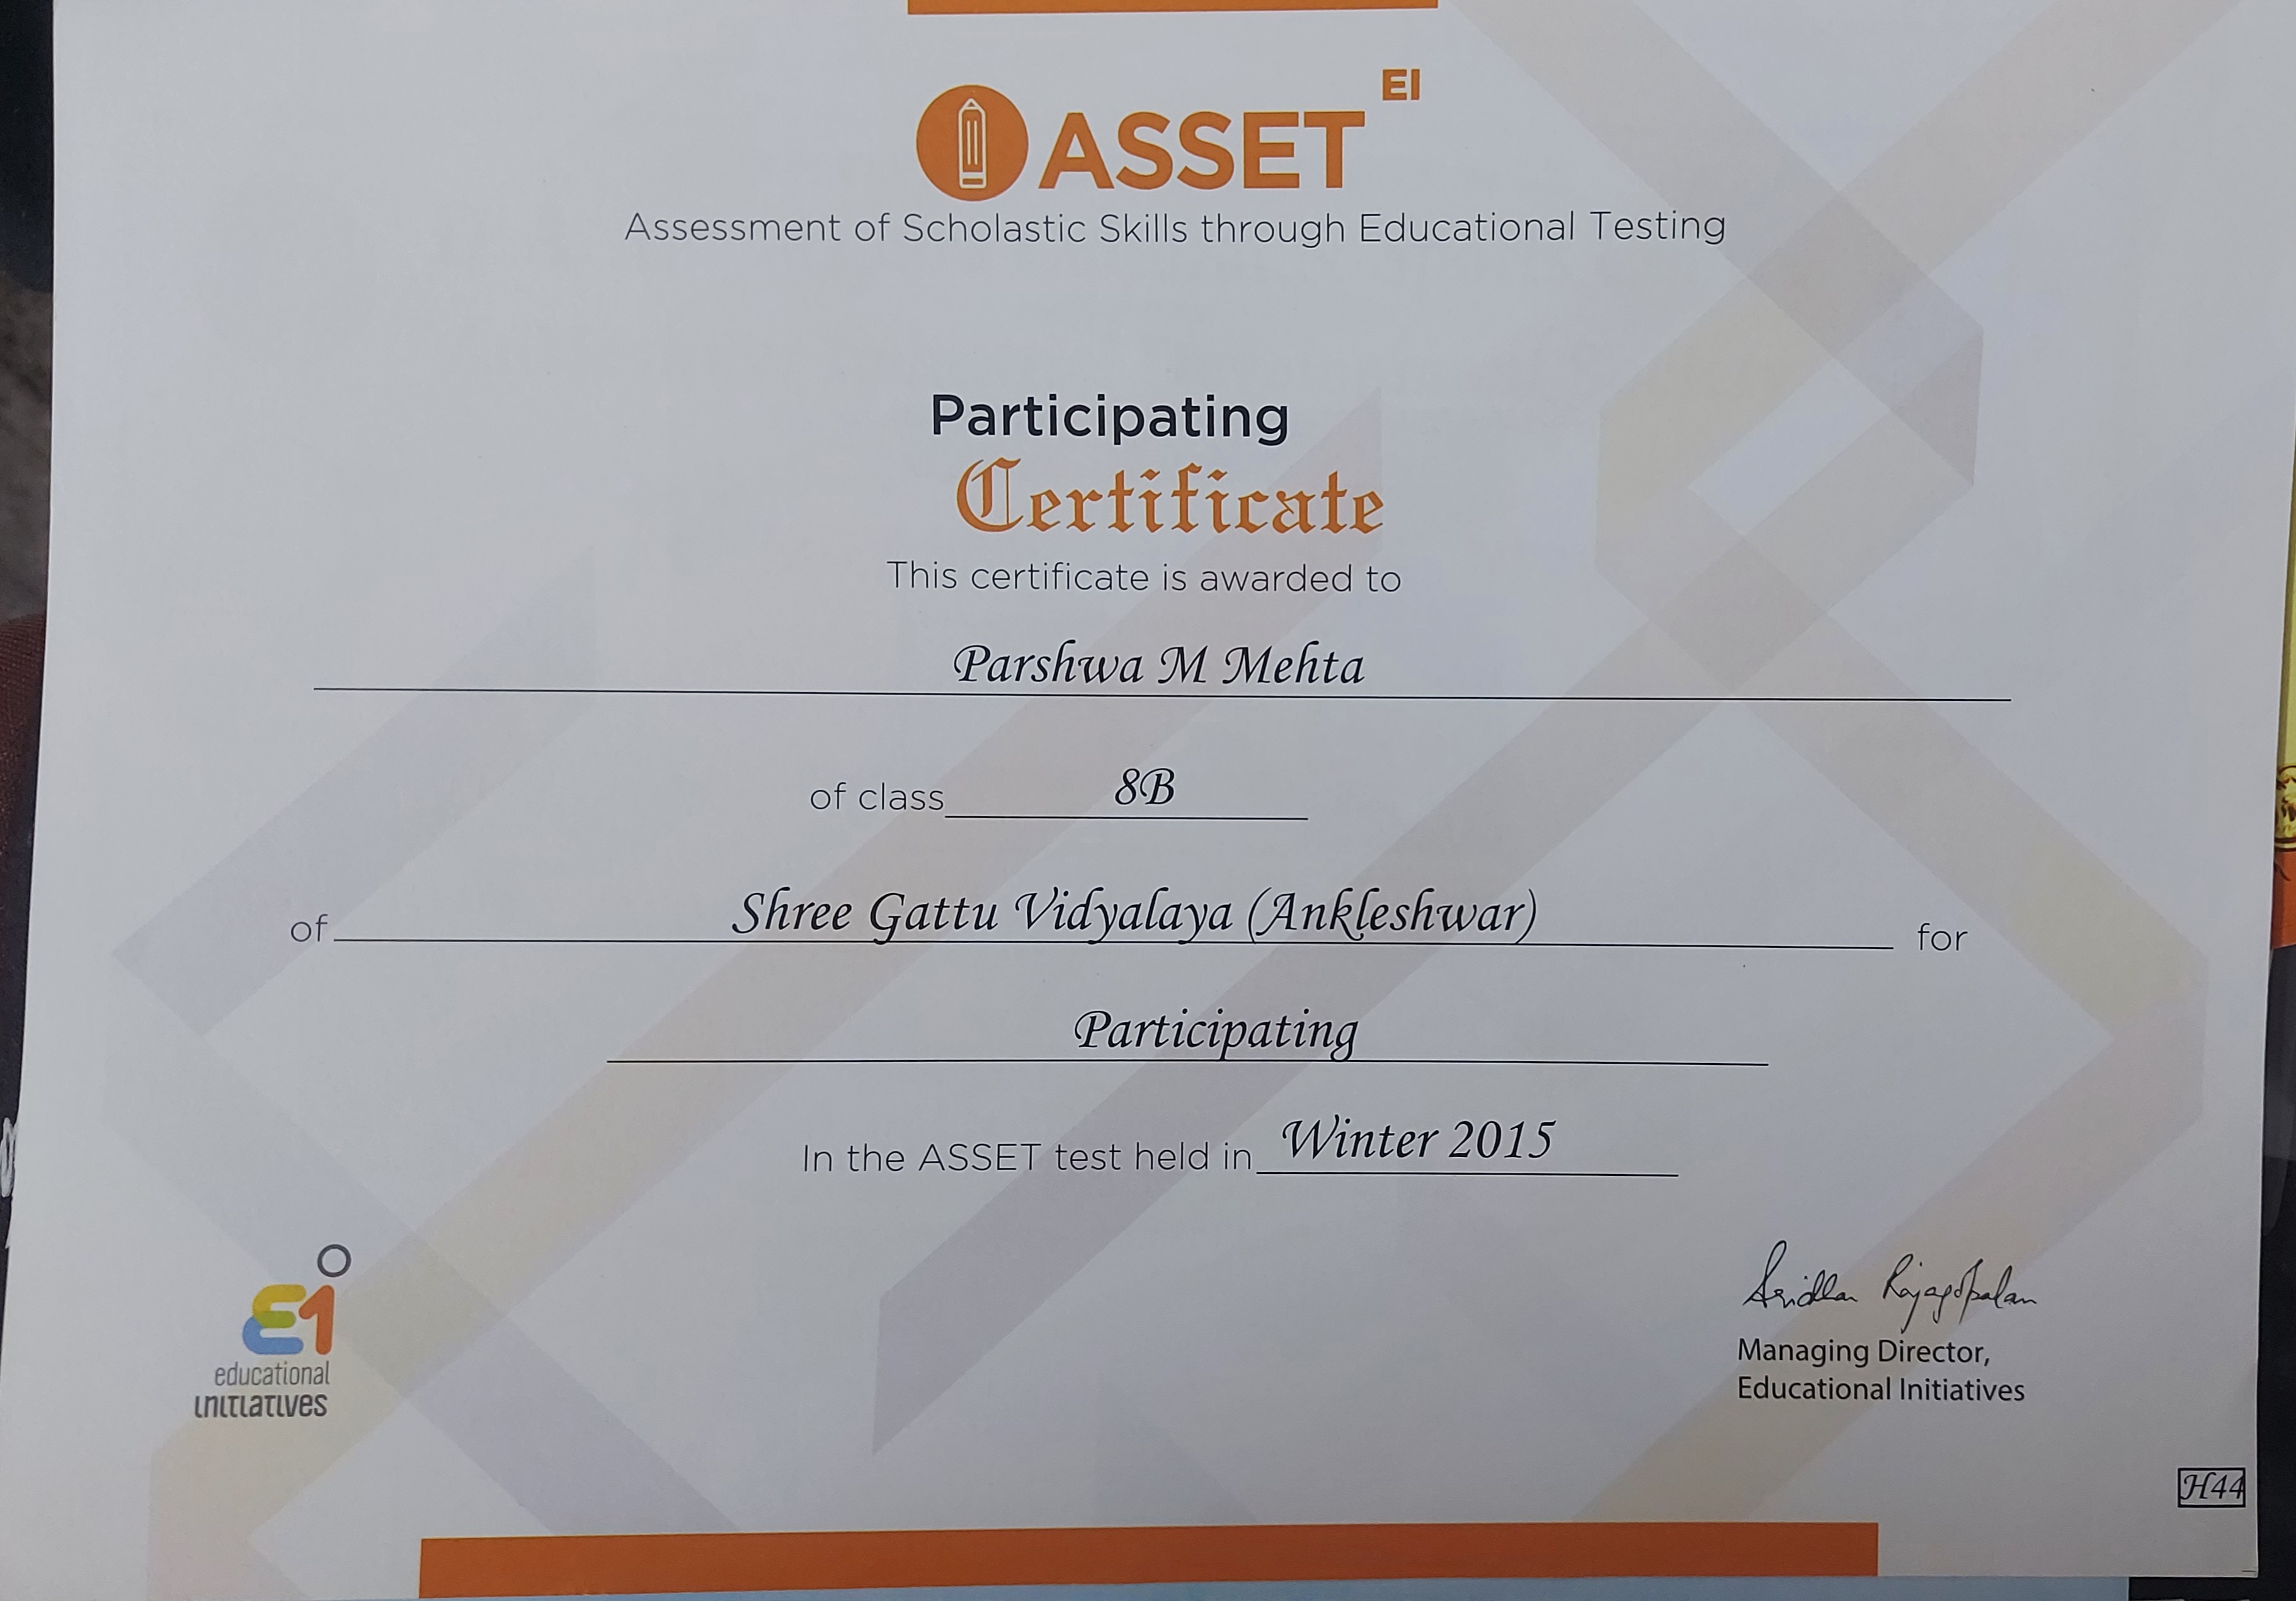 EI
ASSET
Assessment of Scholastic Skills through Educational Testing
Participating
Certificate
This certificate is awarded to
Parshwa M Mehta
of class 8B
of Shree Gattu Vidyalaya (Ankleshwar) for
Participating
In the ASSET test held in Winter 2015
Ei
educational
initiatives
Sridhar Rajagopalan
Managing Director,
Educational Initiatives
H44